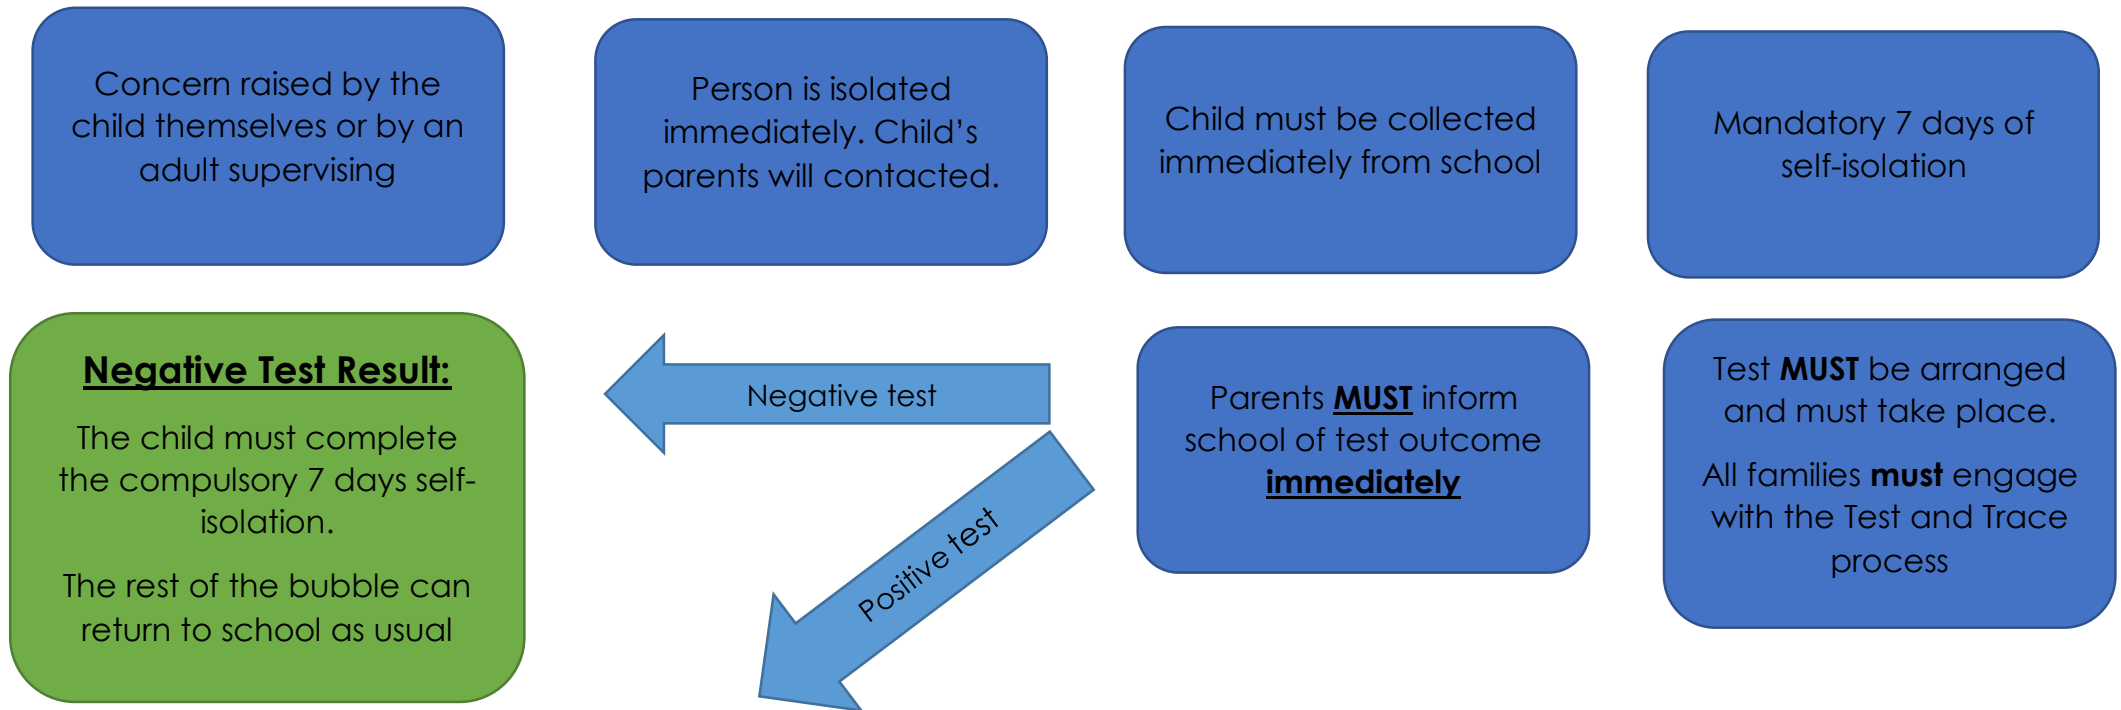 Concern raised by the
child themselves or by an
adult supervising
Person is isolated
immediately. Child's
parents will contacted.
Child must be collected
immediately from school
Mandatory 7 days of
self-isolation
Test MUST be arranged
and must take place.
All families must engage
with the Test and Trace
process
Parents MUST inform
school of test outcome
immediately
Negative test
Positive test
Negative Test Result:
The child must complete
the compulsory 7 days self-
isolation.
The rest of the bubble can
return to school as usual